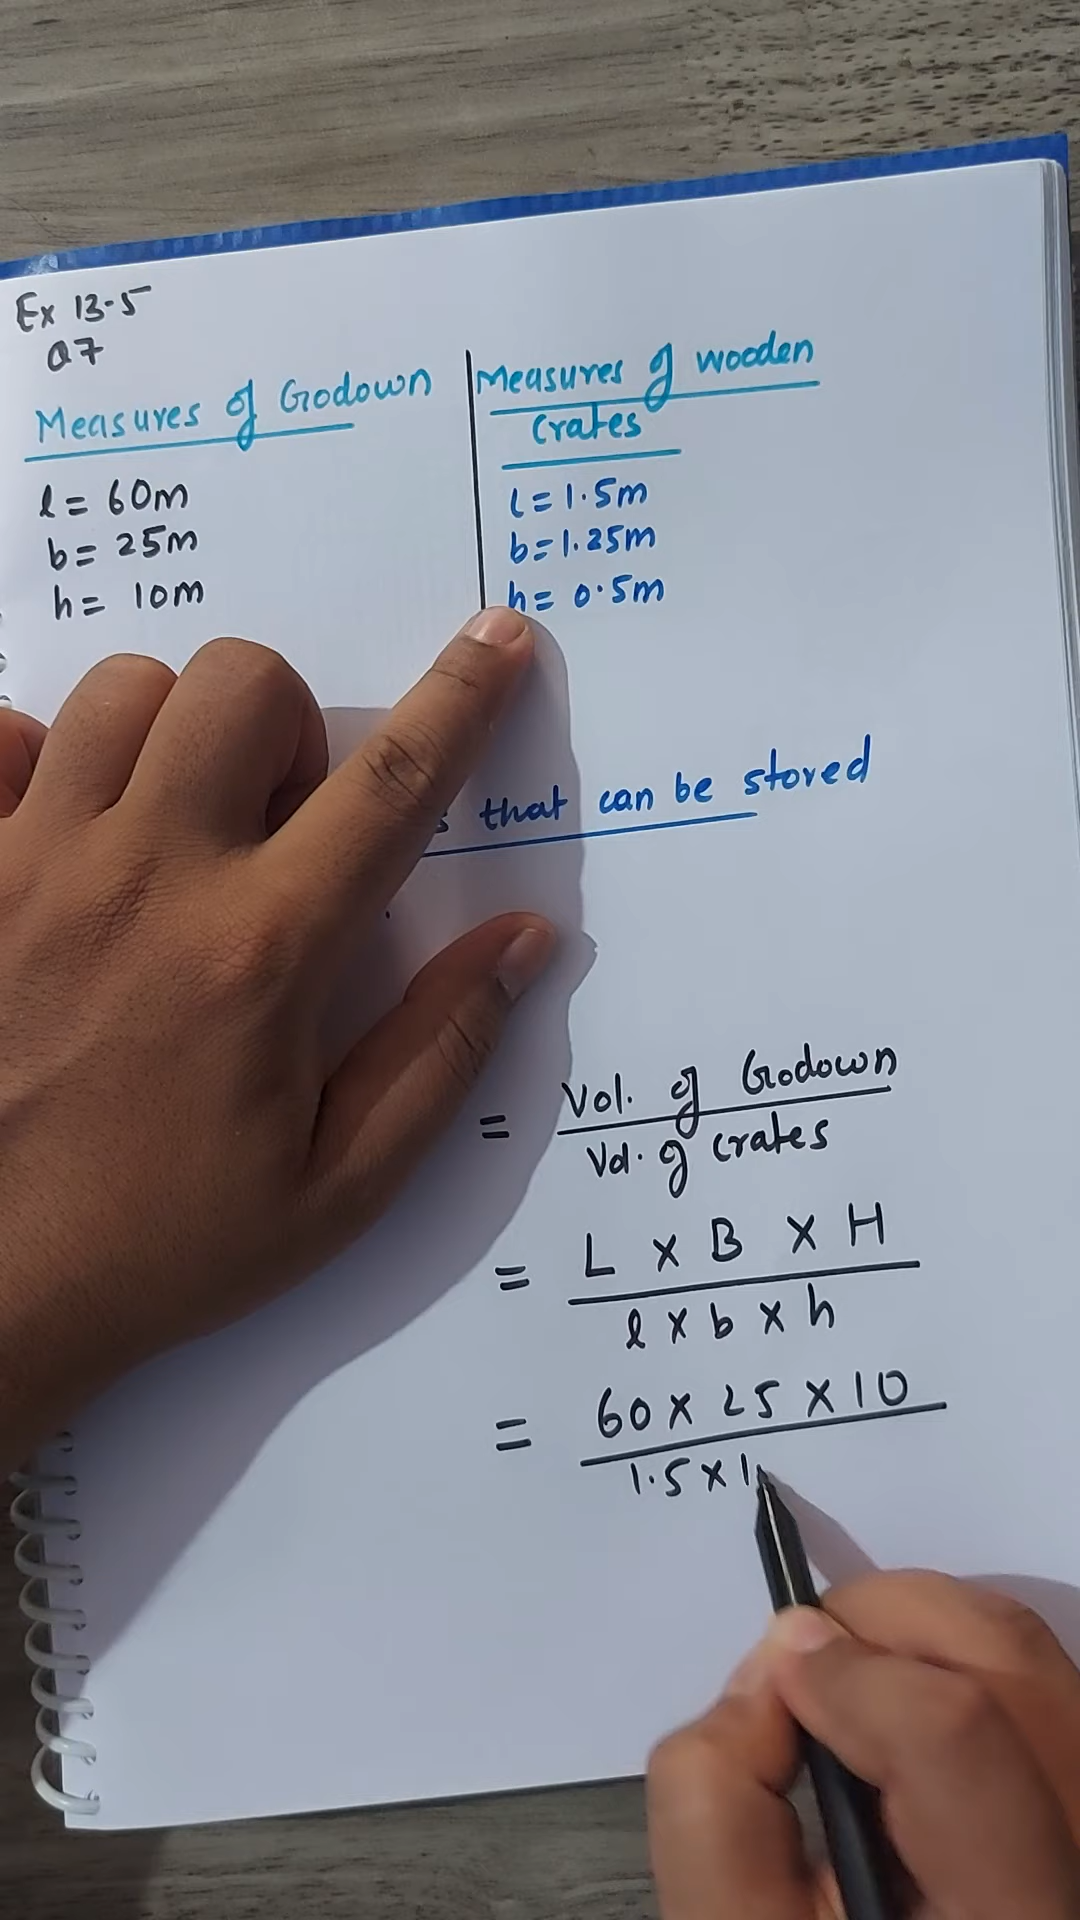 Ex 13.5
Q7
Measures of Godown
l = 60m
b = 25m
h = 10m
Measures of wooden
crates
l = 1.5m
b = 1.25m
h = 0.5m
that can be stored
= Vol. of Godown
Vol. of crates
= L × B × H
l × b × h
= 60 × 25 × 10
1.5 × 1